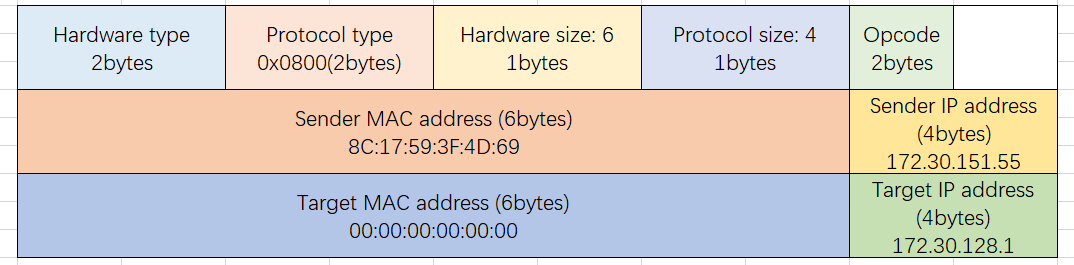 Hardware type
2bytes
Protocol type
0x0800(2bytes)
Hardware size: 6
1bytes
Protocol size: 4
1bytes
Opcode
2bytes
Sender MAC address (6bytes)
8C:17:59:3F:4D:69
Sender IP address
(4bytes)
172.30.151.55
Target MAC address (6bytes)
00:00:00:00:00:00
Target IP address
(4bytes)
172.30.128.1